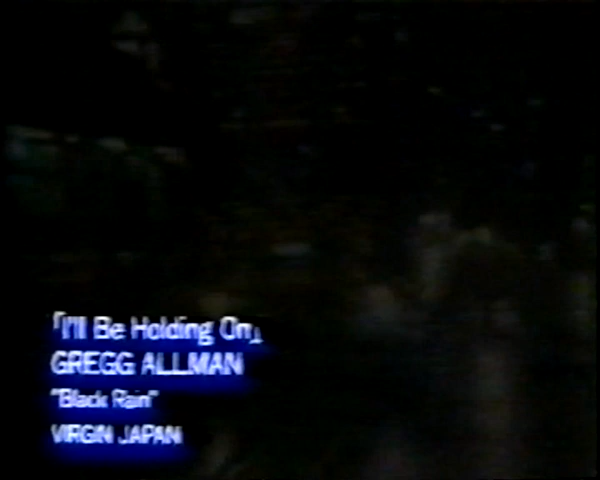 「I'll Be Holding On」
GREGG ALLMAN
"Black Rain"
VIRGIN JAPAN